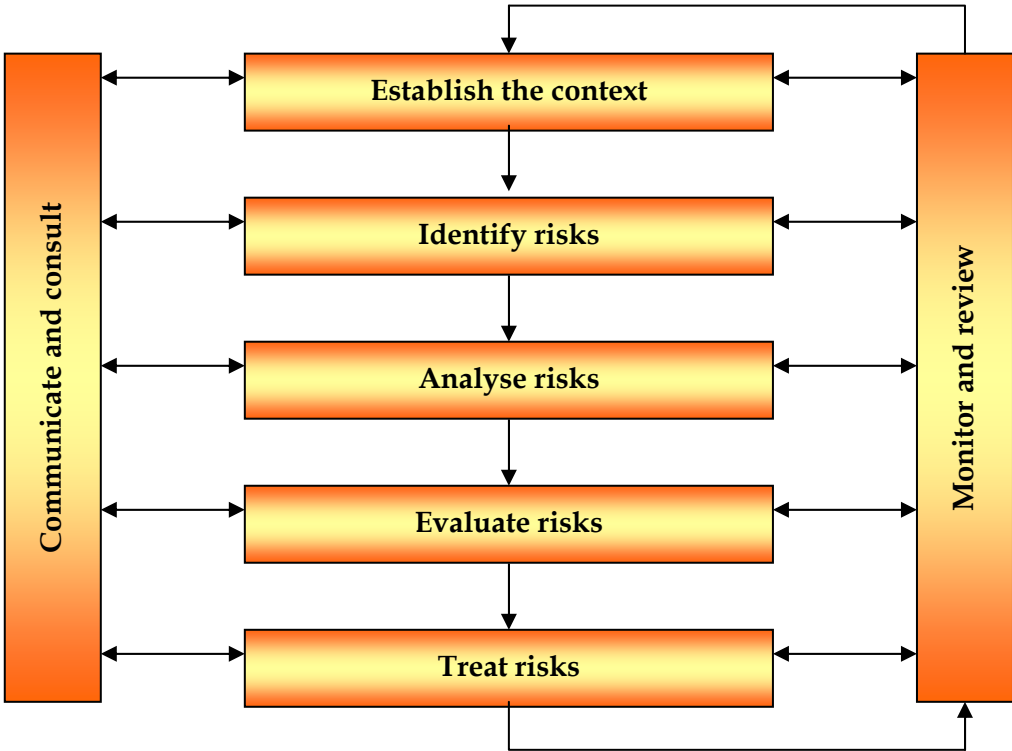 Establish the context
Communicate and consult
Identify risks
Analyse risks
Evaluate risks
Treat risks
Monitor and review